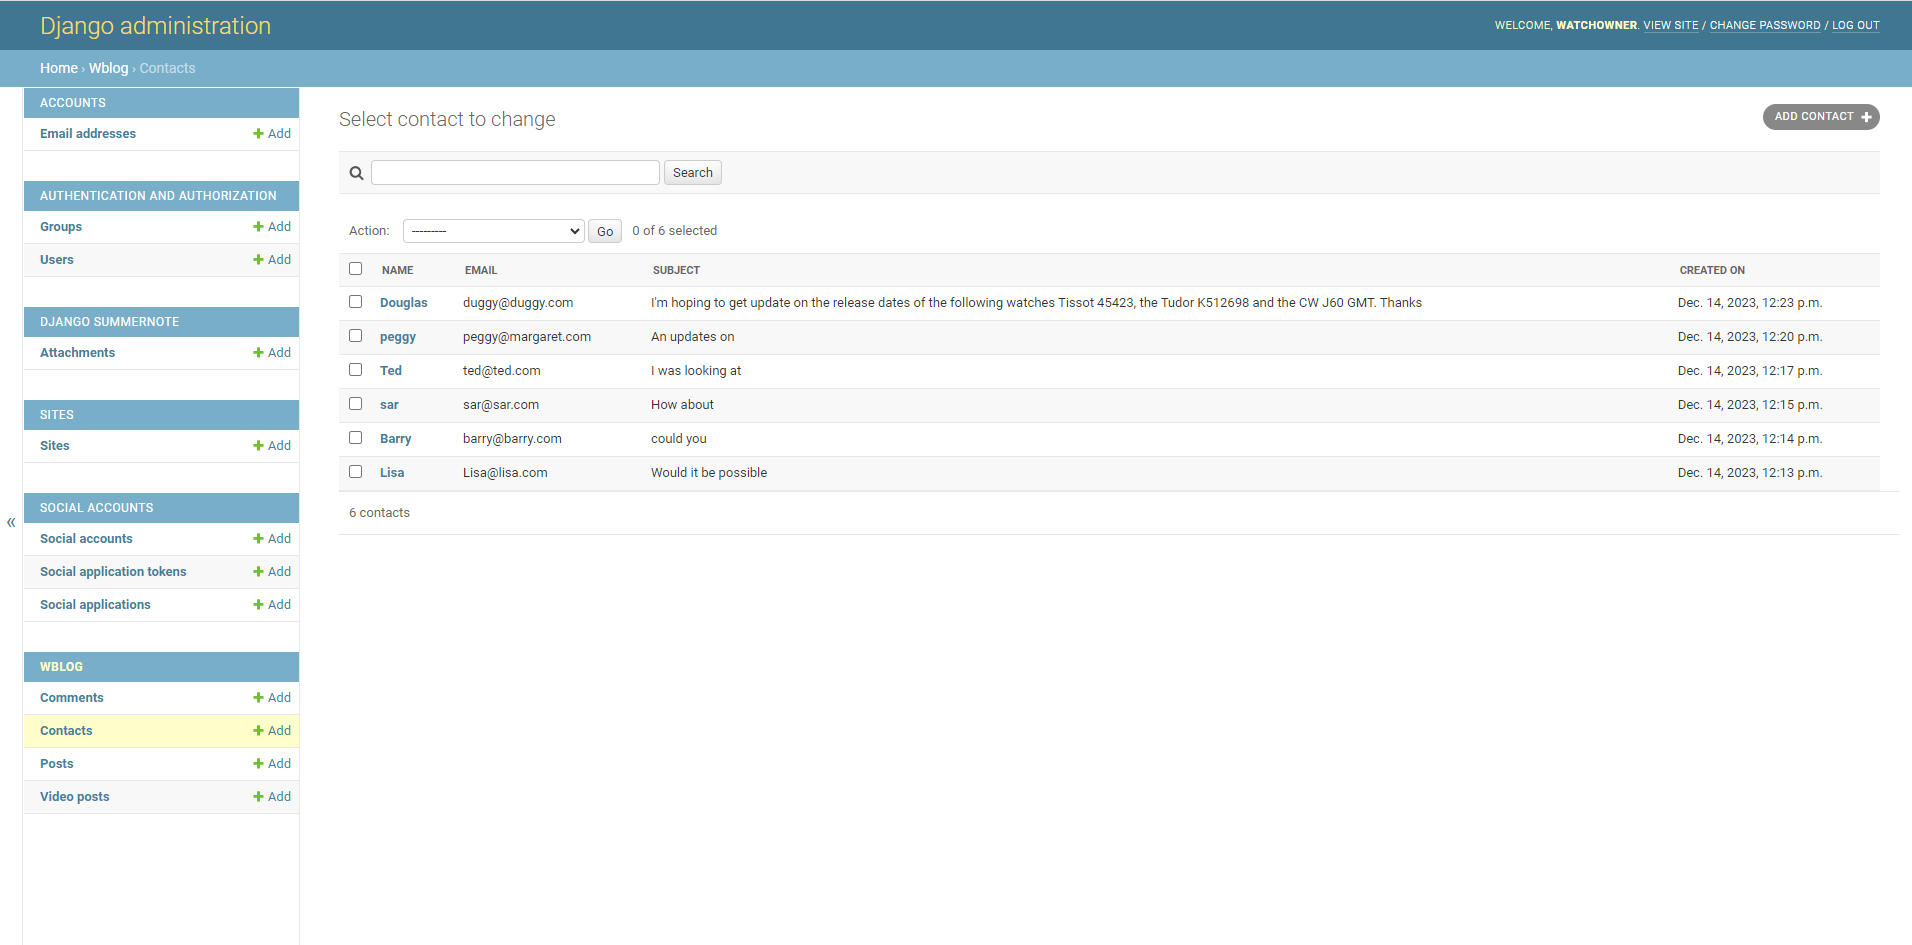 Django administration
WELCOME, WATCHOWNER. VIEW SITE / CHANGE PASSWORD / LOG OUT
Home › Wblog › Contacts
ACCOUNTS
Email addresses + Add
AUTHENTICATION AND AUTHORIZATION
Groups + Add
Users + Add
DJANGO SUMMERNOTE
Attachments + Add
SITES
Sites + Add
SOCIAL ACCOUNTS
Social accounts + Add
Social application tokens + Add
Social applications + Add
WBLOG
Comments + Add
Contacts + Add
Posts + Add
Video posts + Add
«
Select contact to change
ADD CONTACT +
Search
Action: --------- Go 0 of 6 selected
NAME EMAIL SUBJECT CREATED ON
Douglas duggy@duggy.com I'm hoping to get update on the release dates of the following watches Tissot 45423, the Tudor K512698 and the CW J60 GMT. Thanks Dec. 14, 2023, 12:23 p.m.
peggy peggy@margaret.com An updates on Dec. 14, 2023, 12:20 p.m.
Ted ted@ted.com I was looking at Dec. 14, 2023, 12:17 p.m.
sar sar@sar.com How about Dec. 14, 2023, 12:15 p.m.
Barry barry@barry.com could you Dec. 14, 2023, 12:14 p.m.
Lisa Lisa@lisa.com Would it be possible Dec. 14, 2023, 12:13 p.m.
6 contacts